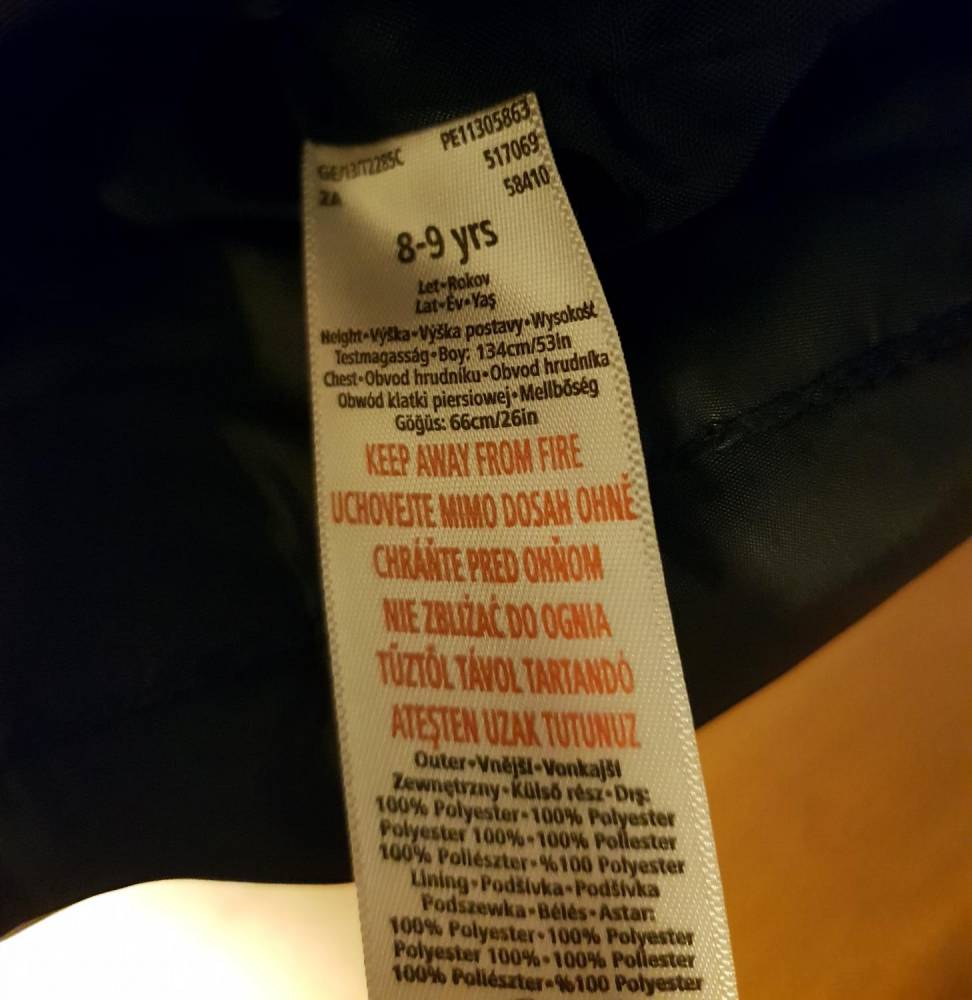 GE/13/T2285C PE11305863
2A 517069
58410
8-9 yrs
Let•Rokov
Lat•Év•Yaş
Height•Výška•Výška postavy•Wysokość
Testmagasság•Boy: 134cm/53in
Chest•Obvod hrudníku•Obvod hrudníka
Obwód klatki piersiowej•Mellbőség
Göğüs: 66cm/26in
KEEP AWAY FROM FIRE
UCHOVEJTE MIMO DOSAH OHNĚ
CHRÁŇTE PRED OHŇOM
NIE ZBLIŻAĆ DO OGNIA
TŰZTŐL TÁVOL TARTANDÓ
ATEŞTEN UZAK TUTUNUZ
Outer•Vnější•Vonkajší
Zewnętrzny•Külső rész•Dış:
100% Polyester•100% Polyester
Polyester 100%•100% Poliester
100% Poliészter•%100 Polyester
Lining•Podšívka•Podšívka
Podszewka•Bélés•Astar:
100% Polyester•100% Polyester
Polyester 100%•100% Poliester
100% Poliészter•%100 Polyester